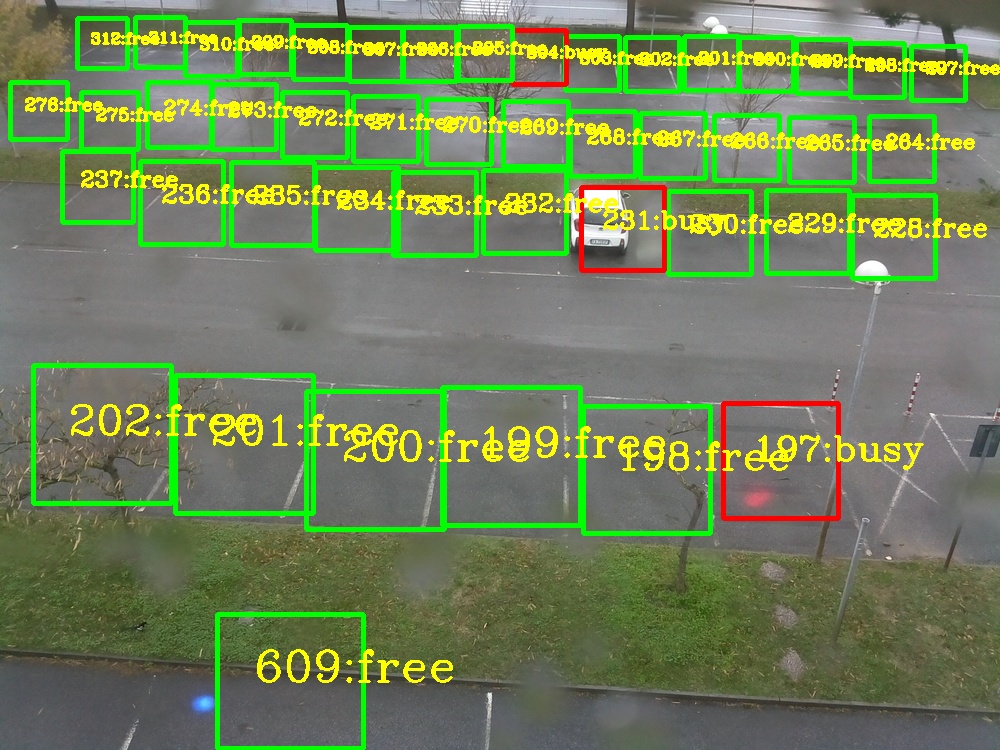 312:free 311:free 310:free 309:free 308:free 307:free 306:free 305:free 304:busy 303:free 302:free 301:free 300:free 299:free 298:free 297:free
276:free 275:free 274:free 273:free 272:free 271:free 270:free 269:free 268:free 267:free 266:free 265:free 264:free
237:free 236:free 235:free 234:free 233:free 232:free 231:busy 230:free 229:free 228:free
202:free 201:free 200:free 199:free 198:free 197:busy
609:free